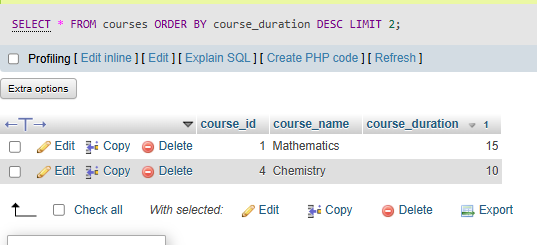 SELECT * FROM courses ORDER BY course_duration DESC LIMIT 2;
Profiling [ Edit inline ] [ Edit ] [ Explain SQL ] [ Create PHP code ] [ Refresh ]
Extra options
course_id course_name course_duration 1
Edit Copy Delete 1 Mathematics 15
Edit Copy Delete 4 Chemistry 10
Check all With selected: Edit Copy Delete Export